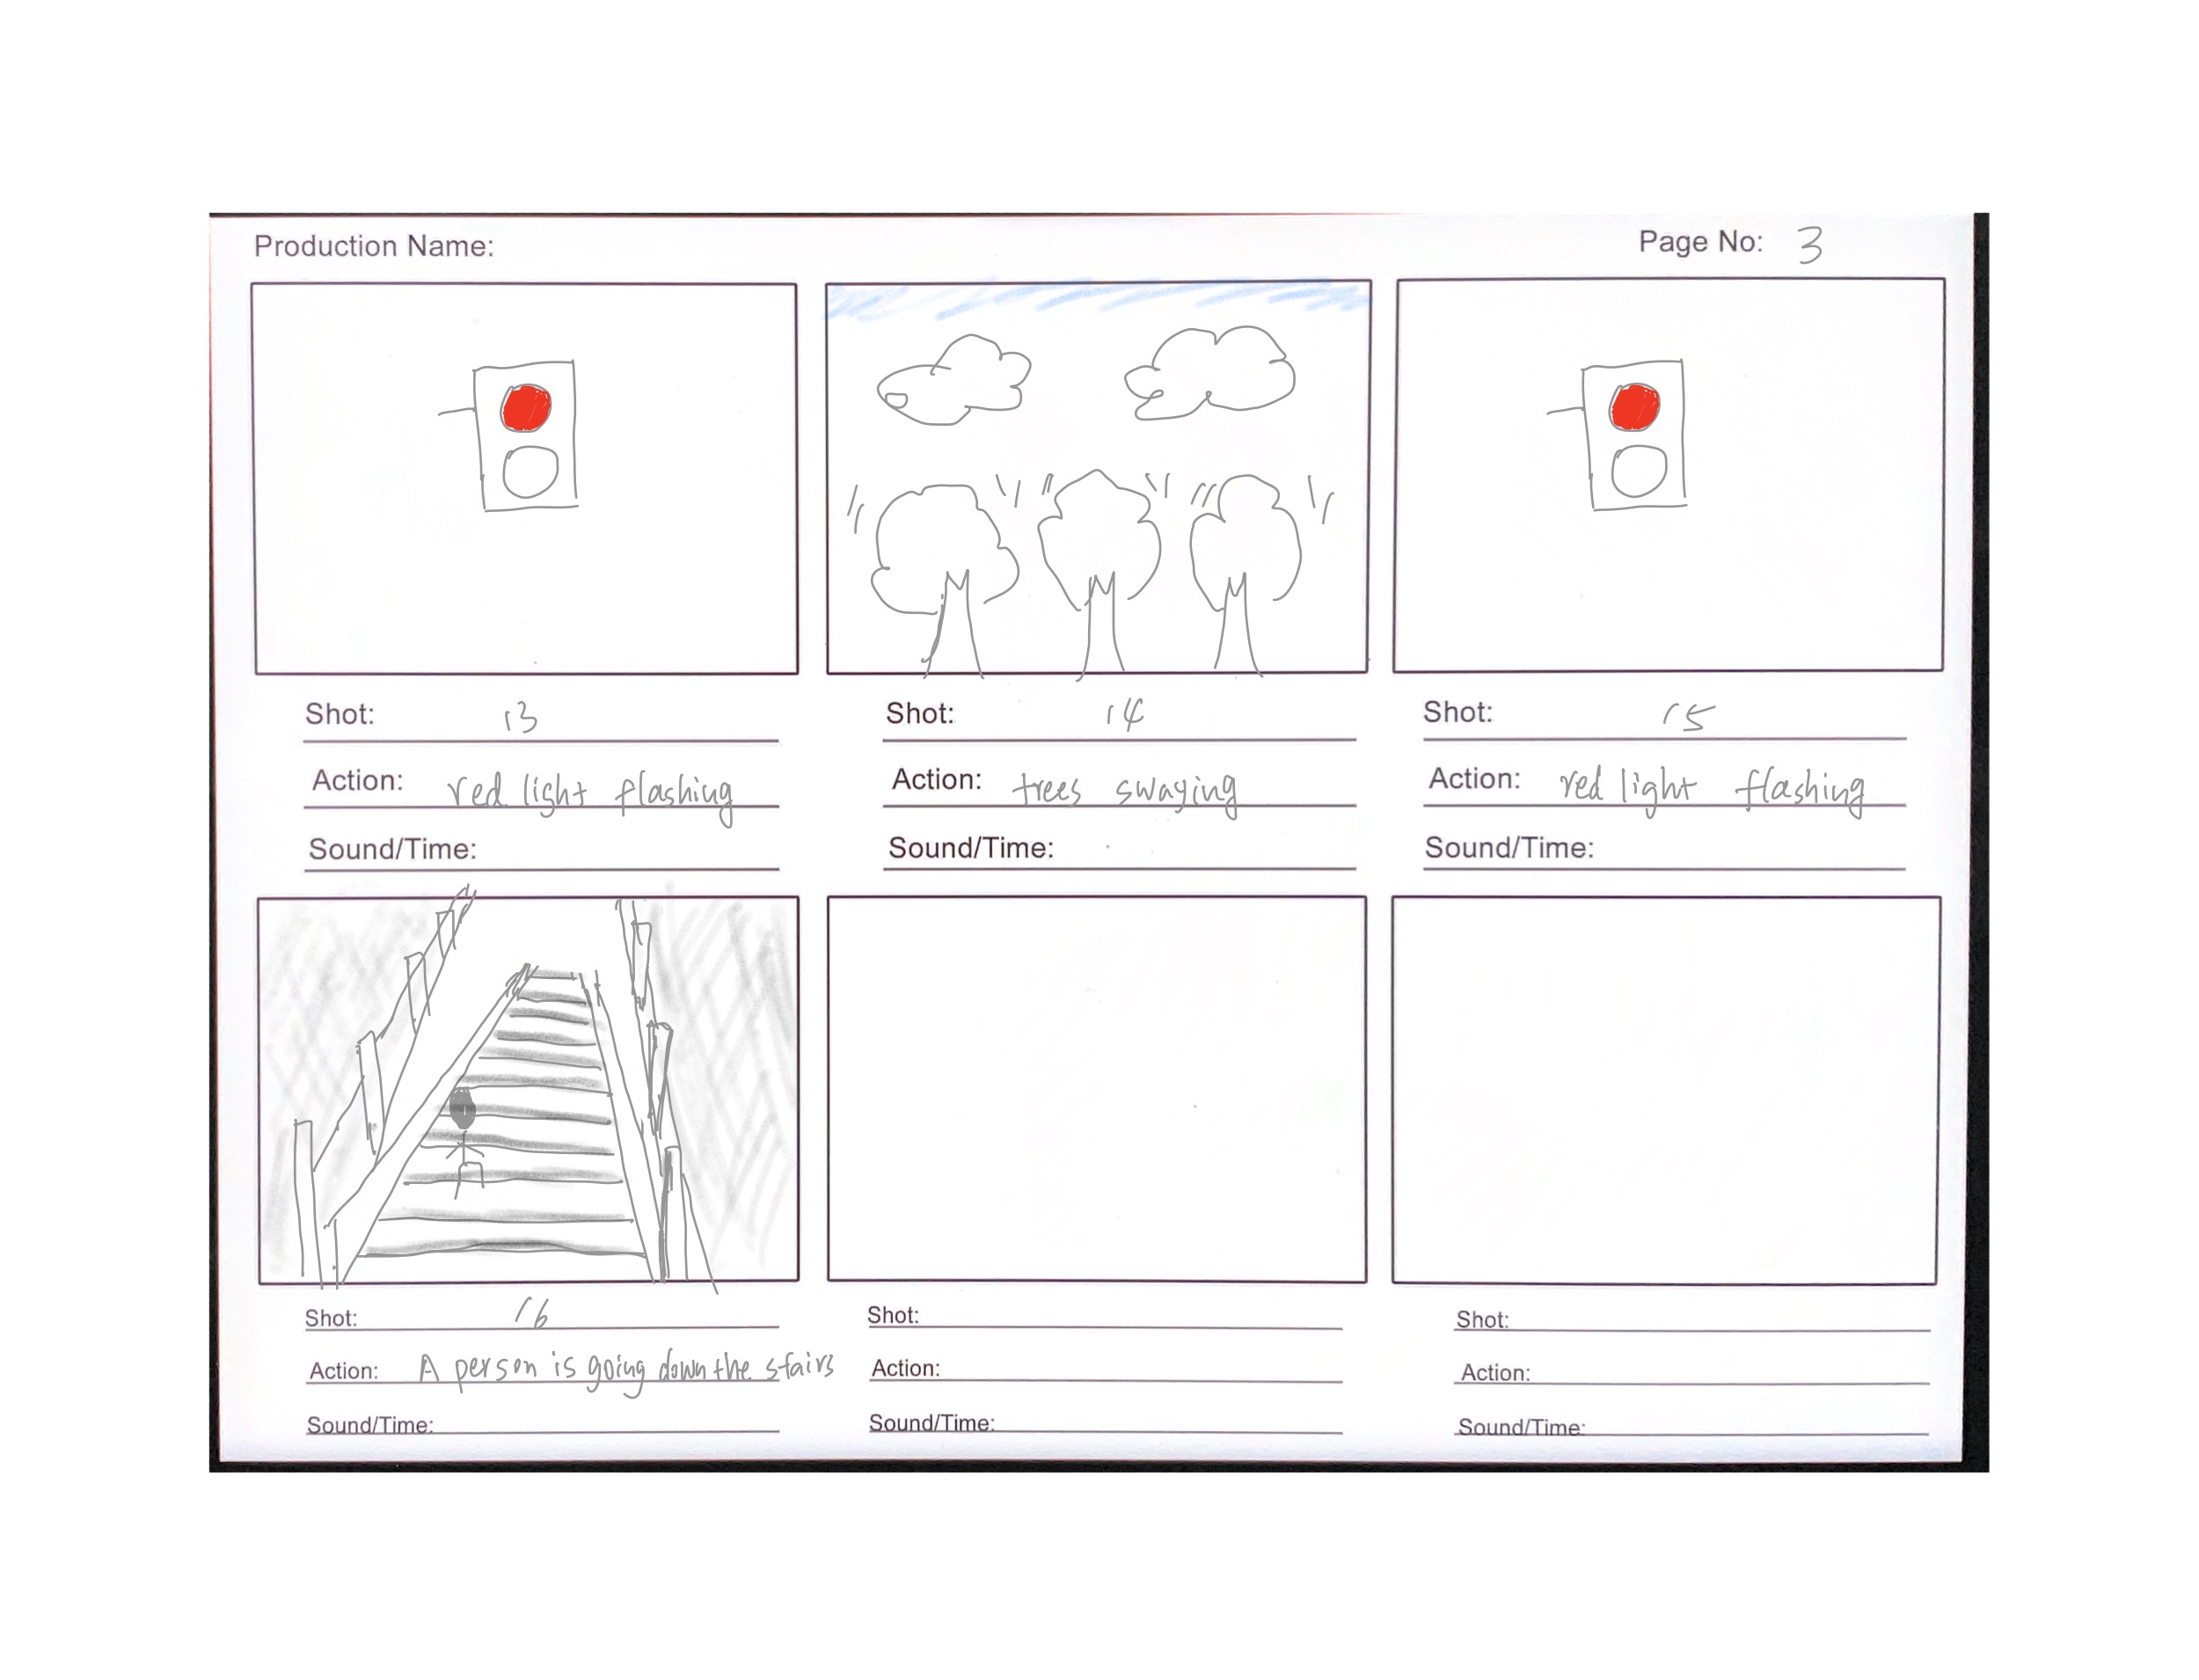 Production Name:
Page No: 3
Shot: 13
Action: red light flashing
Sound/Time:
Shot: 14
Action: trees swaying
Sound/Time:
Shot: 15
Action: red light flashing
Sound/Time:
Shot: 16
Action: A person is going down the stairs
Sound/Time:
Shot:
Action:
Sound/Time:
Shot:
Action:
Sound/Time: